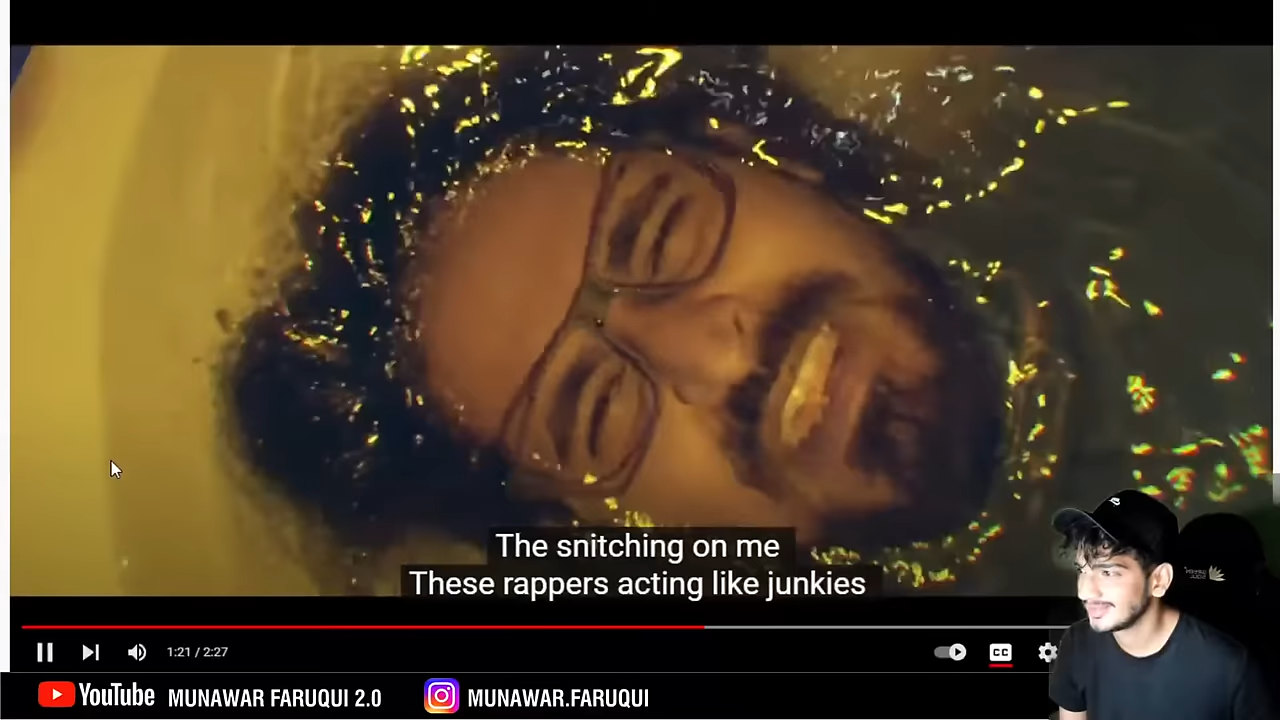 The snitching on me
These rappers acting like junkies
1:21 / 2:27
CC
YouTube MUNAWAR FARUQUI 2.0 MUNAWAR.FARUQUI